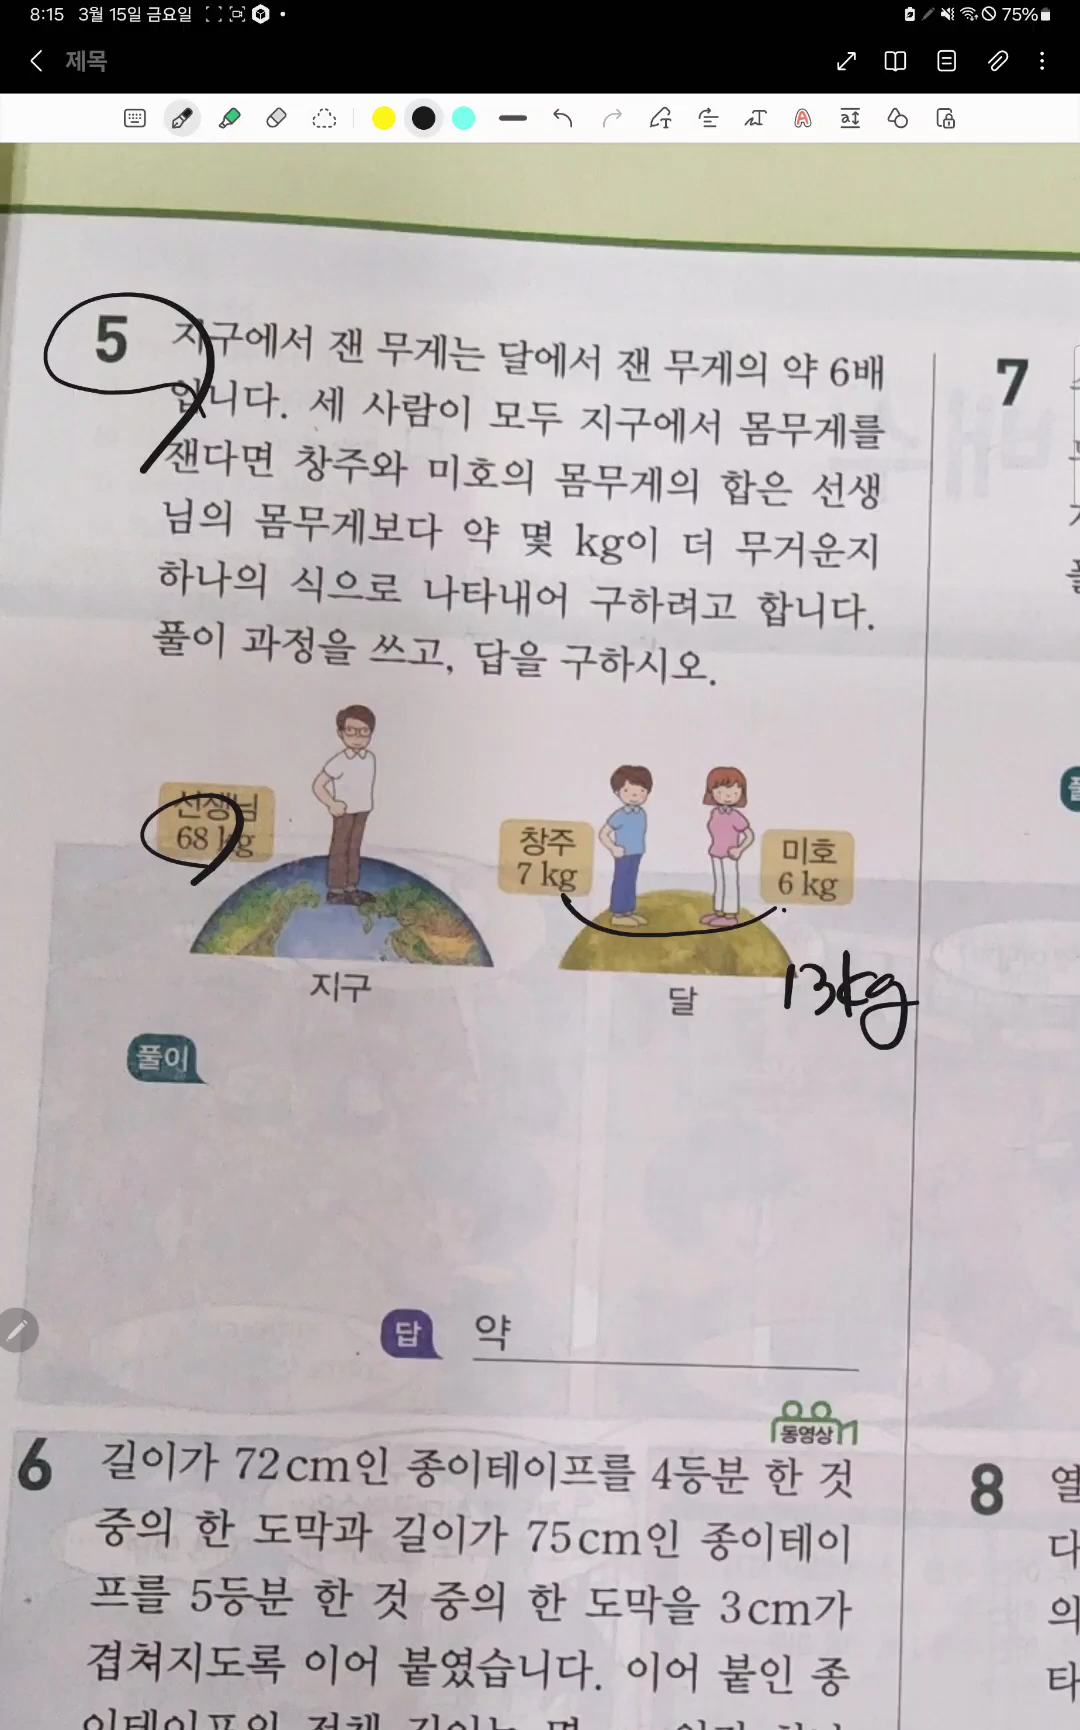 8:15 3월 15일 금요일
75%
제목
5 지구에서 잰 무게는 달에서 잰 무게의 약 6배
입니다. 세 사람이 모두 지구에서 몸무게를
잰다면 창주와 미호의 몸무게의 합은 선생
님의 몸무게보다 약 몇 kg이 더 무거운지
하나의 식으로 나타내어 구하려고 합니다.
풀이 과정을 쓰고, 답을 구하시오.
선생님
68 kg
창주
7 kg
미호
6 kg
지구
달
13kg
풀이
답 약
동영상
6 길이가 72cm인 종이테이프를 4등분 한 것
중의 한 도막과 길이가 75cm인 종이테이
프를 5등분 한 것 중의 한 도막을 3cm가
겹쳐지도록 이어 붙였습니다. 이어 붙인 종
7
8 열
다
의
타